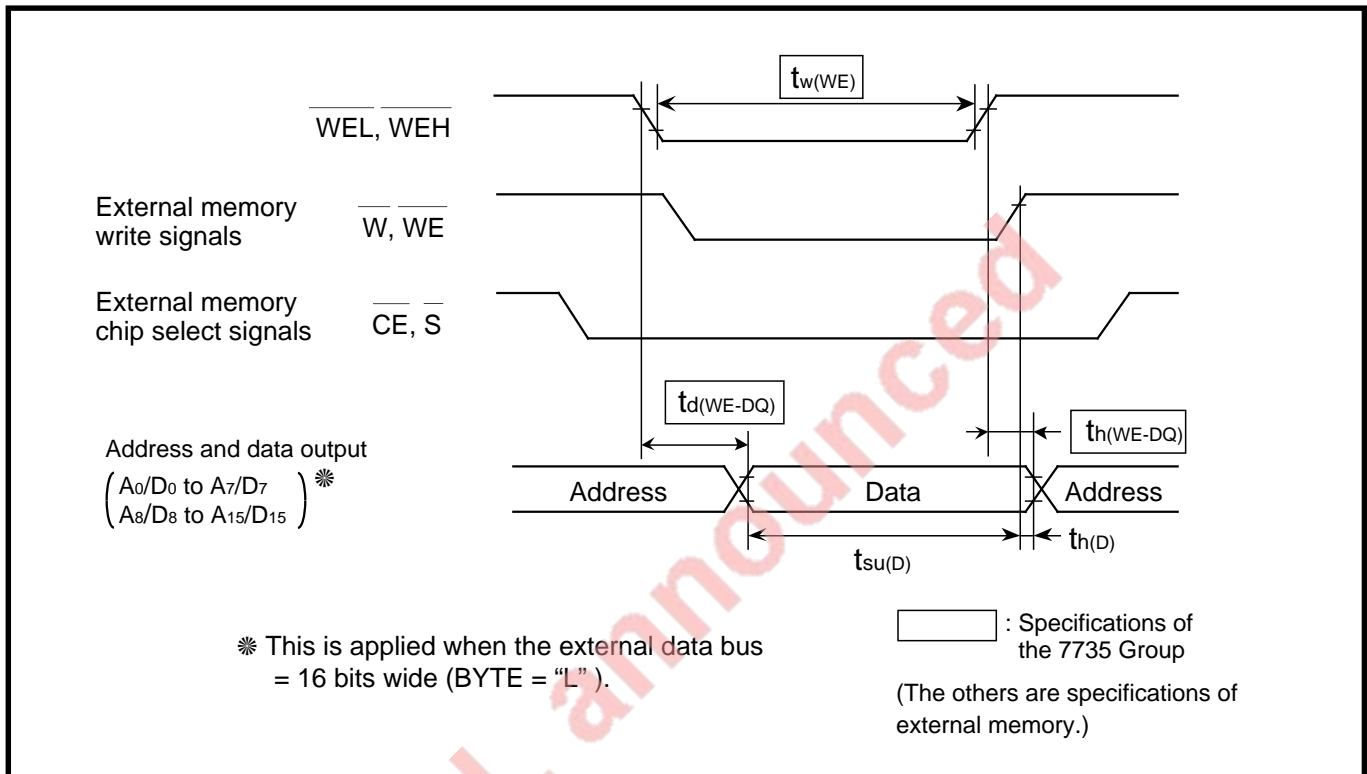 tw(WE)
WEL, WEH
External memory
write signals
W, WE
External memory
chip select signals
CE, S
td(WE-DQ)
th(WE-DQ)
Address and data output
(A0/D0 to A7/D7
A8/D8 to A15/D15) ❋
Address
Data
Address
tsu(D)
th(D)
❋ This is applied when the external data bus
= 16 bits wide (BYTE = “L” ).
: Specifications of
the 7735 Group
(The others are specifications of
external memory.)
announced